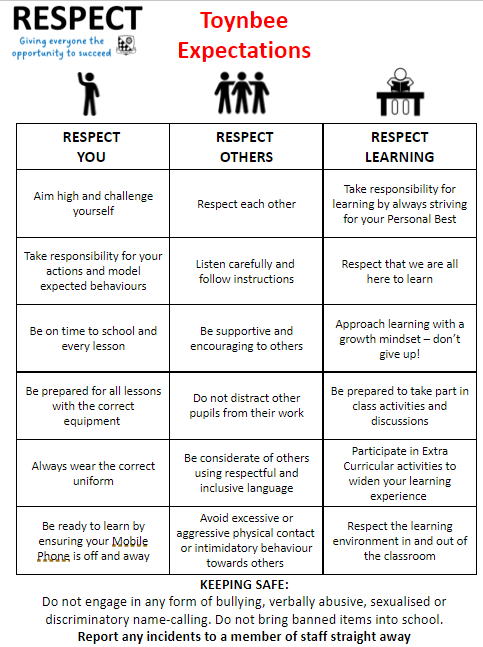 RESPECT
Giving everyone the
opportunity to succeed
Toynbee
Expectations
RESPECT
YOU
RESPECT
OTHERS
RESPECT
LEARNING
Aim high and challenge
yourself
Respect each other
Take responsibility for
learning by always striving
for your Personal Best
Take responsibility for your
actions and model
expected behaviours
Listen carefully and
follow instructions
Respect that we are all
here to learn
Be on time to school and
every lesson
Be supportive and
encouraging to others
Approach learning with a
growth mindset – don't
give up!
Be prepared for all lessons
with the correct
equipment
Do not distract other
pupils from their work
Be prepared to take part in
class activities and
discussions
Always wear the correct
uniform
Be considerate of others
using respectful and
inclusive language
Participate in Extra
Curricular activities to
widen your learning
experience
Be ready to learn by
ensuring your Mobile
Phone is off and away
Avoid excessive or
aggressive physical contact
or intimidatory behaviour
towards others
Respect the learning
environment in and out of
the classroom
KEEPING SAFE:
Do not engage in any form of bullying, verbally abusive, sexualised or
discriminatory name-calling. Do not bring banned items into school.
Report any incidents to a member of staff straight away